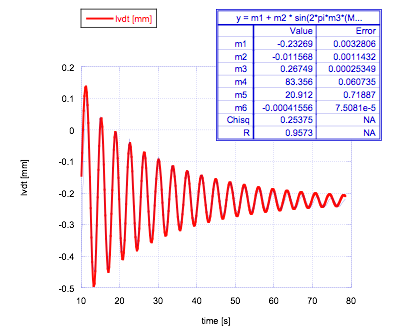 lvdt [mm]
y = m1 + m2 * sin(2*pi*m3*(M...
Value Error
m1 -0.23269 0.0032806
m2 -0.011568 0.0011432
m3 0.26749 0.00025349
m4 83.356 0.060735
m5 20.912 0.71887
m6 -0.00041556 7.5081e-5
Chisq 0.25375 NA
R 0.9573 NA
0.2
0.1
0
-0.1
-0.2
-0.3
-0.4
-0.5
lvdt [mm]
10 20 30 40 50 60 70 80
time [s]